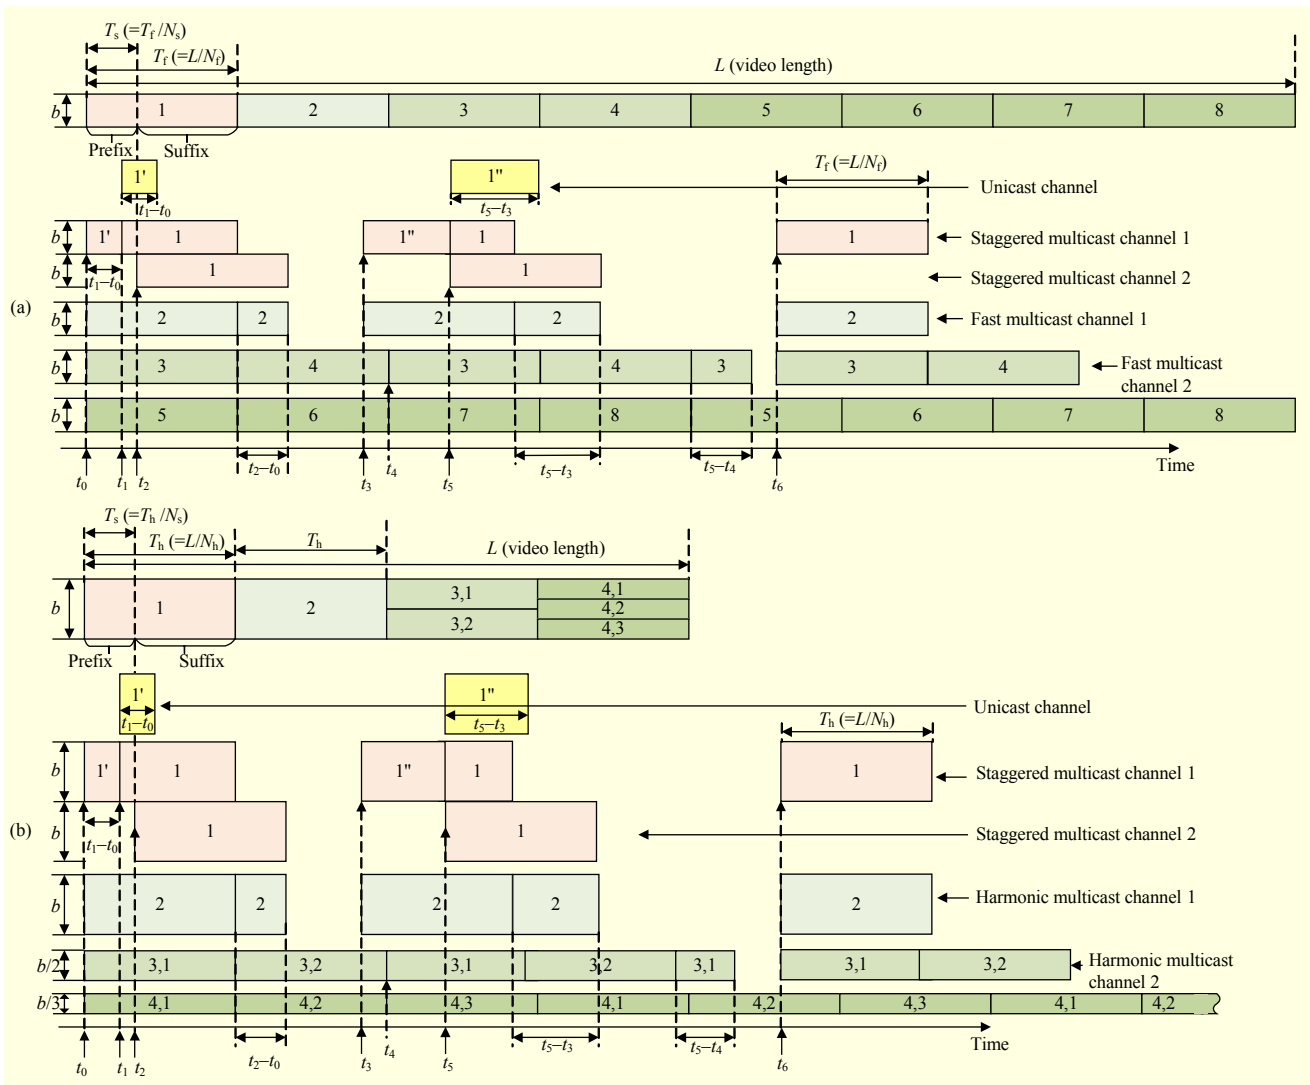 Ts (=Tf /Ns)
Tf (=L/Nf)
L (video length)
b 1 2 3 4 5 6 7 8
Prefix Suffix
1' 1"
Tf (=L/Nf)
Unicast channel
t1–t0 t5–t3
b 1' 1 1" 1 1 Staggered multicast channel 1
b t1–t0 1 1 Staggered multicast channel 2
(a)
b 2 2 2 2 2 Fast multicast channel 1
b 3 4 3 4 3 3 4 Fast multicast
channel 2
b 5 6 7 8 5 6 7 8
t2–t0 t5–t3 t5–t4 Time
t0 t1 t2 t3 t4 t5 t6
Ts (=Th /Ns)
Th (=L/Nh) Th L (video length)
b 1 2 3,1 4,1
4,2
3,2 4,3
Prefix Suffix
1' 1"
t1–t0 t5–t3
Unicast channel
Th (=L/Nh)
b 1' 1 1" 1 1 Staggered multicast channel 1
(b)
b t1–t0 1 1 Staggered multicast channel 2
b 2 2 2 2 2 Harmonic multicast channel 1
b/2 3,1 3,2 3,1 3,2 3,1 3,1 3,2 Harmonic multicast
channel 2
b/3 4,1 4,2 4,3 4,1 4,2 4,3 4,1 4,2
t2–t0 t5–t3 t5–t4 Time
t0 t1 t2 t3 t4 t5 t6